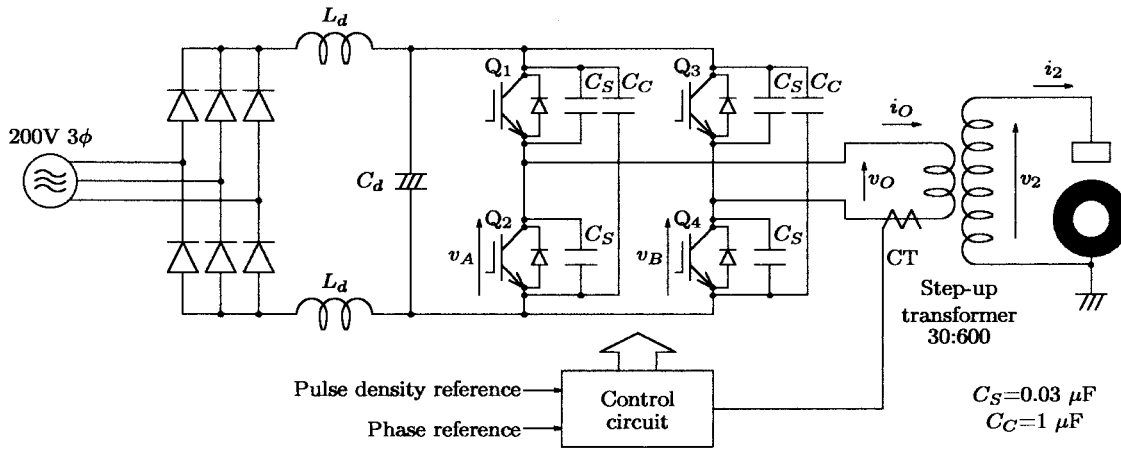 L_d
Q_1
C_S
C_C
Q_3
C_S
C_C
i_2
i_O
200V 3ϕ
C_d
v_O
v_2
Q_2
C_S
v_A
Q_4
C_S
v_B
CT
L_d
Step-up
transformer
30:600
Pulse density reference
Phase reference
Control
circuit
C_S=0.03 μF
C_C=1 μF